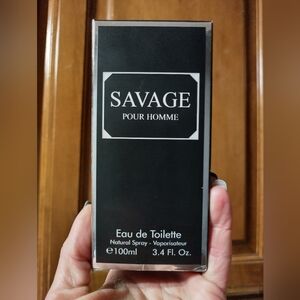 SAVAGE
POUR HOMME
Eau de Toilette
Natural Spray - Vaporisateur
℮100ml 3.4 Fl. Oz.